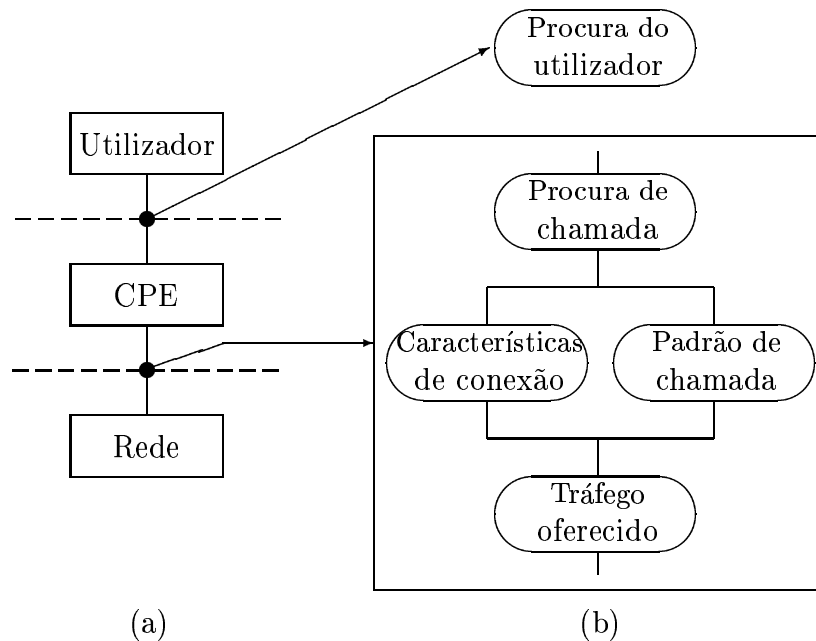 Procura do
utilizador
Utilizador
Procura de
chamada
CPE
Características
de conexão
Padrão de
chamada
Rede
Tráfego
oferecido
(a)
(b)